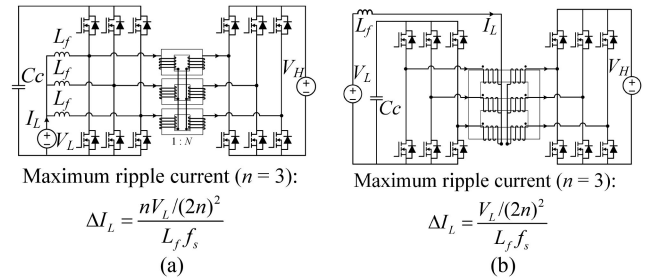 L_f
L_f
Cc
L_f
I_L
V_L
1 : N
V_H
Maximum ripple current (n = 3):
ΔI_L = nV_L/(2n)^2 / L_f f_s
(a)
L_f
I_L
V_L
Cc
V_H
Maximum ripple current (n = 3):
ΔI_L = V_L/(2n)^2 / L_f f_s
(b)